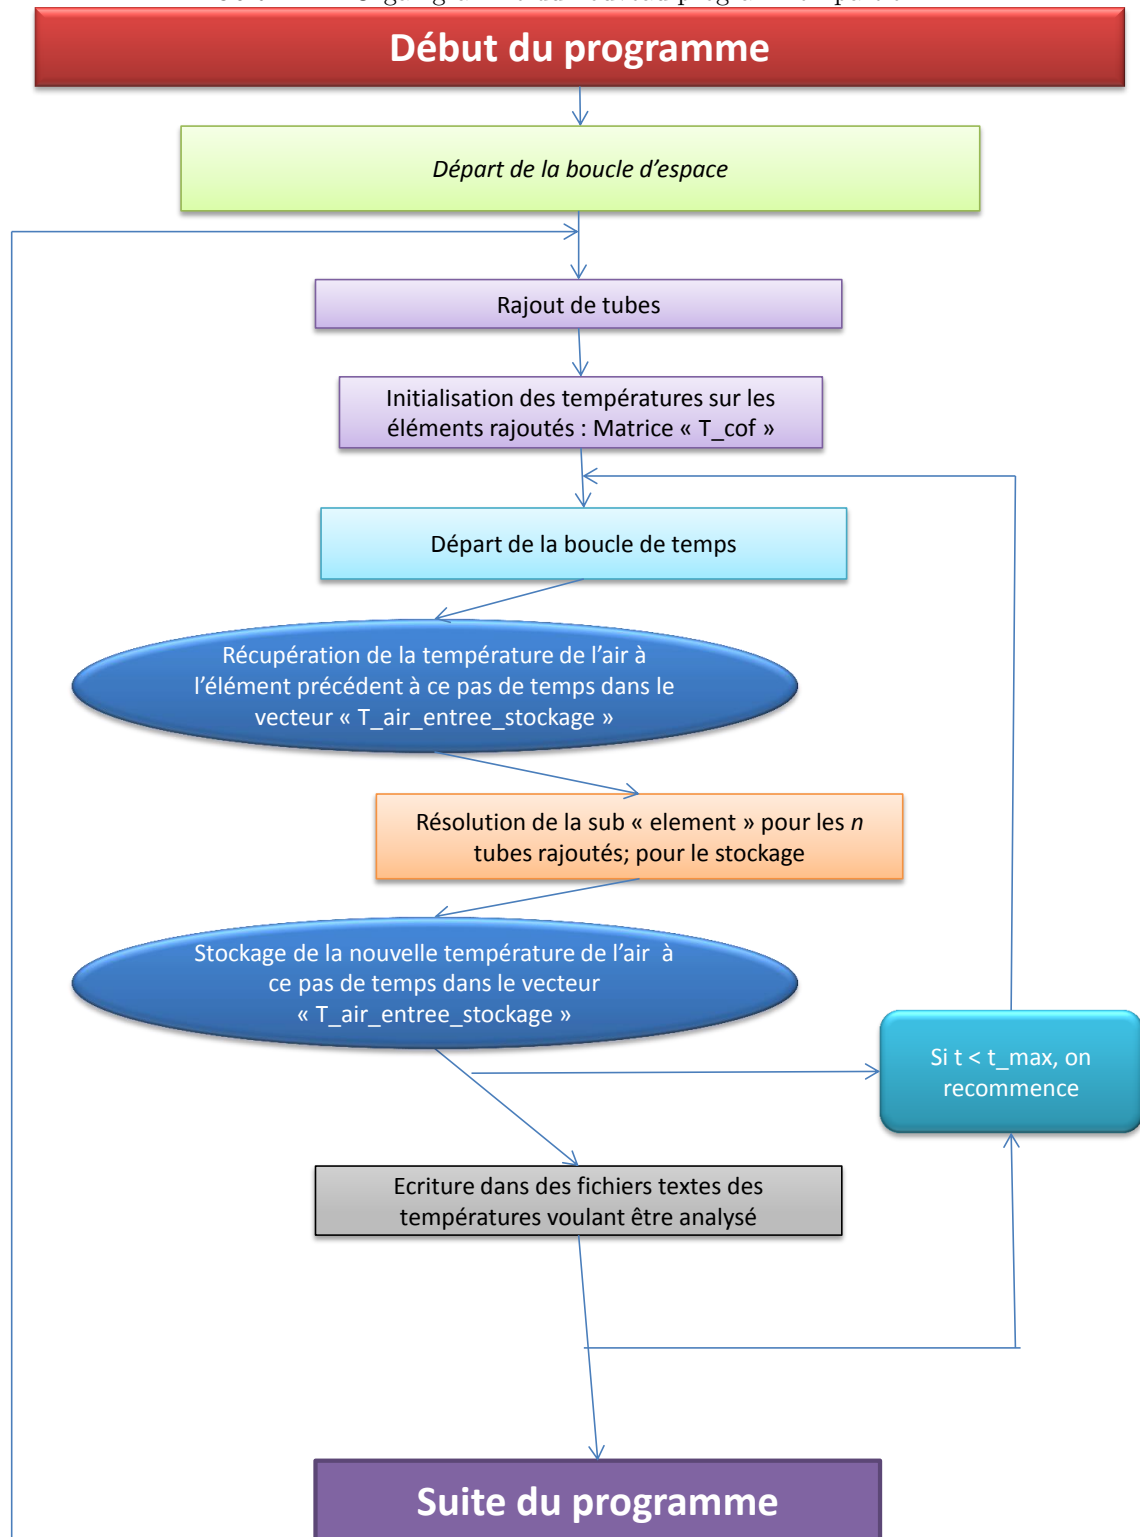 Début du programme
Départ de la boucle d'espace
Rajout de tubes
Initialisation des températures sur les
éléments rajoutés : Matrice « T_cof »
Départ de la boucle de temps
Récupération de la température de l'air à
l'élément précédent à ce pas de temps dans le
vecteur « T_air_entree_stockage »
Résolution de la sub « element » pour les n
tubes rajoutés; pour le stockage
Stockage de la nouvelle température de l'air à
ce pas de temps dans le vecteur
« T_air_entree_stockage »
Si t < t_max, on
recommence
Ecriture dans des fichiers textes des
températures voulant être analysé
Suite du programme